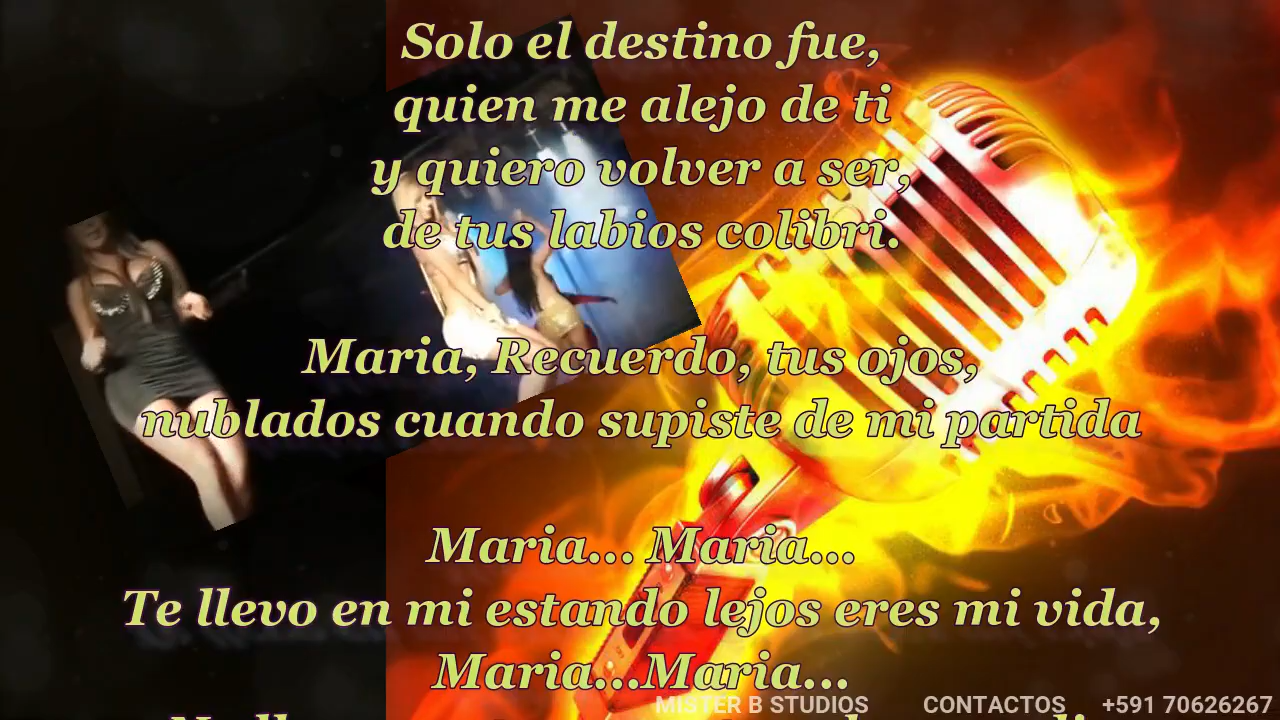 Solo el destino fue,
quien me alejo de ti
y quiero volver a ser,
de tus labios colibri.
Maria, Recuerdo, tus ojos,
nublados cuando supiste de mi partida
Maria... Maria...
Te llevo en mi estando lejos eres mi vida,
Maria...Maria...
MISTER B STUDIOS CONTACTOS +591 70626267